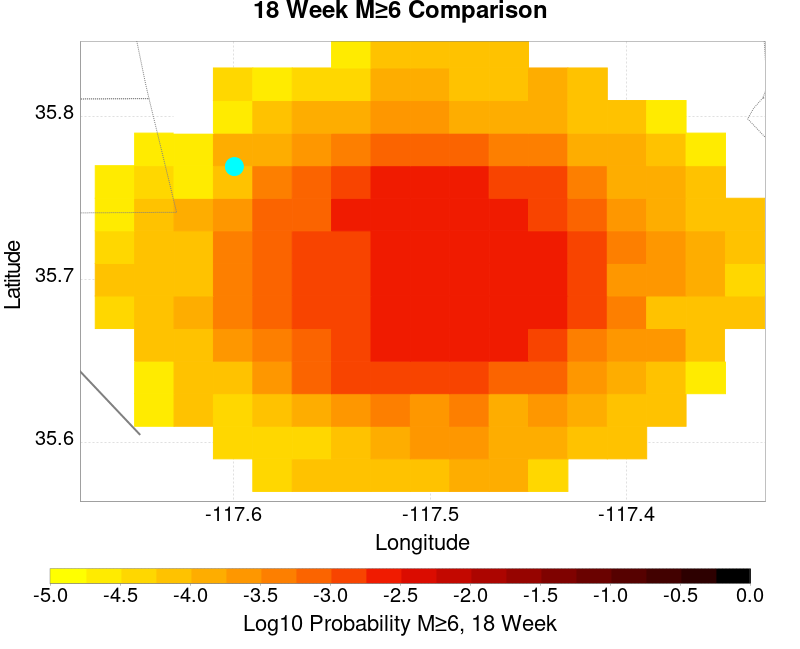 18 Week M≥6 Comparison
35.8
35.7
35.6
Latitude
-117.6 -117.5 -117.4
Longitude
-5.0 -4.5 -4.0 -3.5 -3.0 -2.5 -2.0 -1.5 -1.0 -0.5 0.0
Log10 Probability M≥6, 18 Week